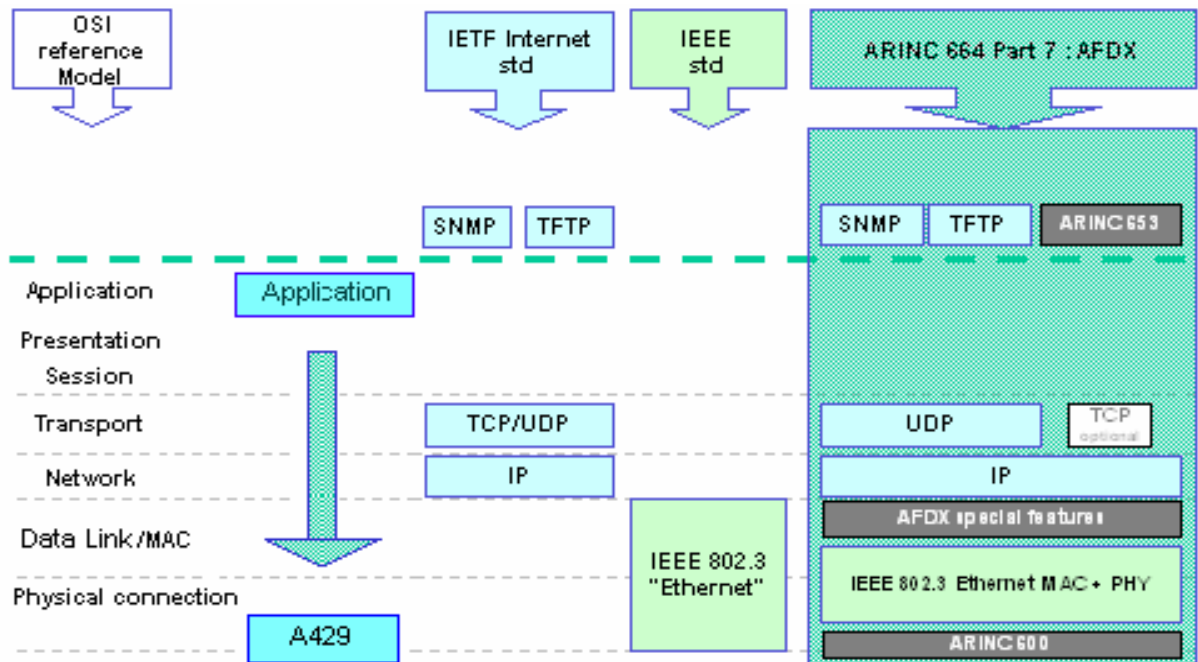 OSI
reference
Model
IETF Internet
std
IEEE
std
ARINC 664 Part 7 : AFDX
SNMP
TFTP
SNMP
TFTP
ARINC653
Application
Application
Presentation
Session
Transport
TCP/UDP
UDP
TCP
optional
Network
IP
IP
AFDX special features
Data Link/MAC
IEEE 802.3
"Ethernet"
IEEE 802.3 Ethernet MAC+ PHY
Physical connection
A429
ARINC600